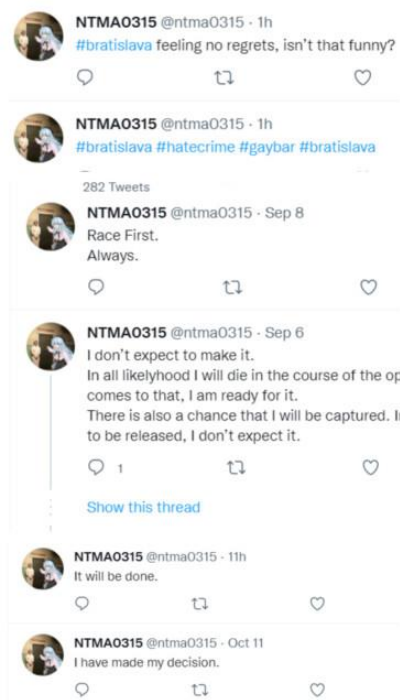 NTMA0315 @ntma0315 · 1h
#bratislava feeling no regrets, isn't that funny?
NTMA0315 @ntma0315 · 1h
#bratislava #hatecrime #gaybar #bratislava
282 Tweets
NTMA0315 @ntma0315 · Sep 8
Race First.
Always.
NTMA0315 @ntma0315 · Sep 6
I don't expect to make it.
In all likelyhood I will die in the course of the op
comes to that, I am ready for it.
There is also a chance that I will be captured. I
to be released, I don't expect it.
1
Show this thread
NTMA0315 @ntma0315 · 11h
It will be done.
NTMA0315 @ntma0315 · Oct 11
I have made my decision.